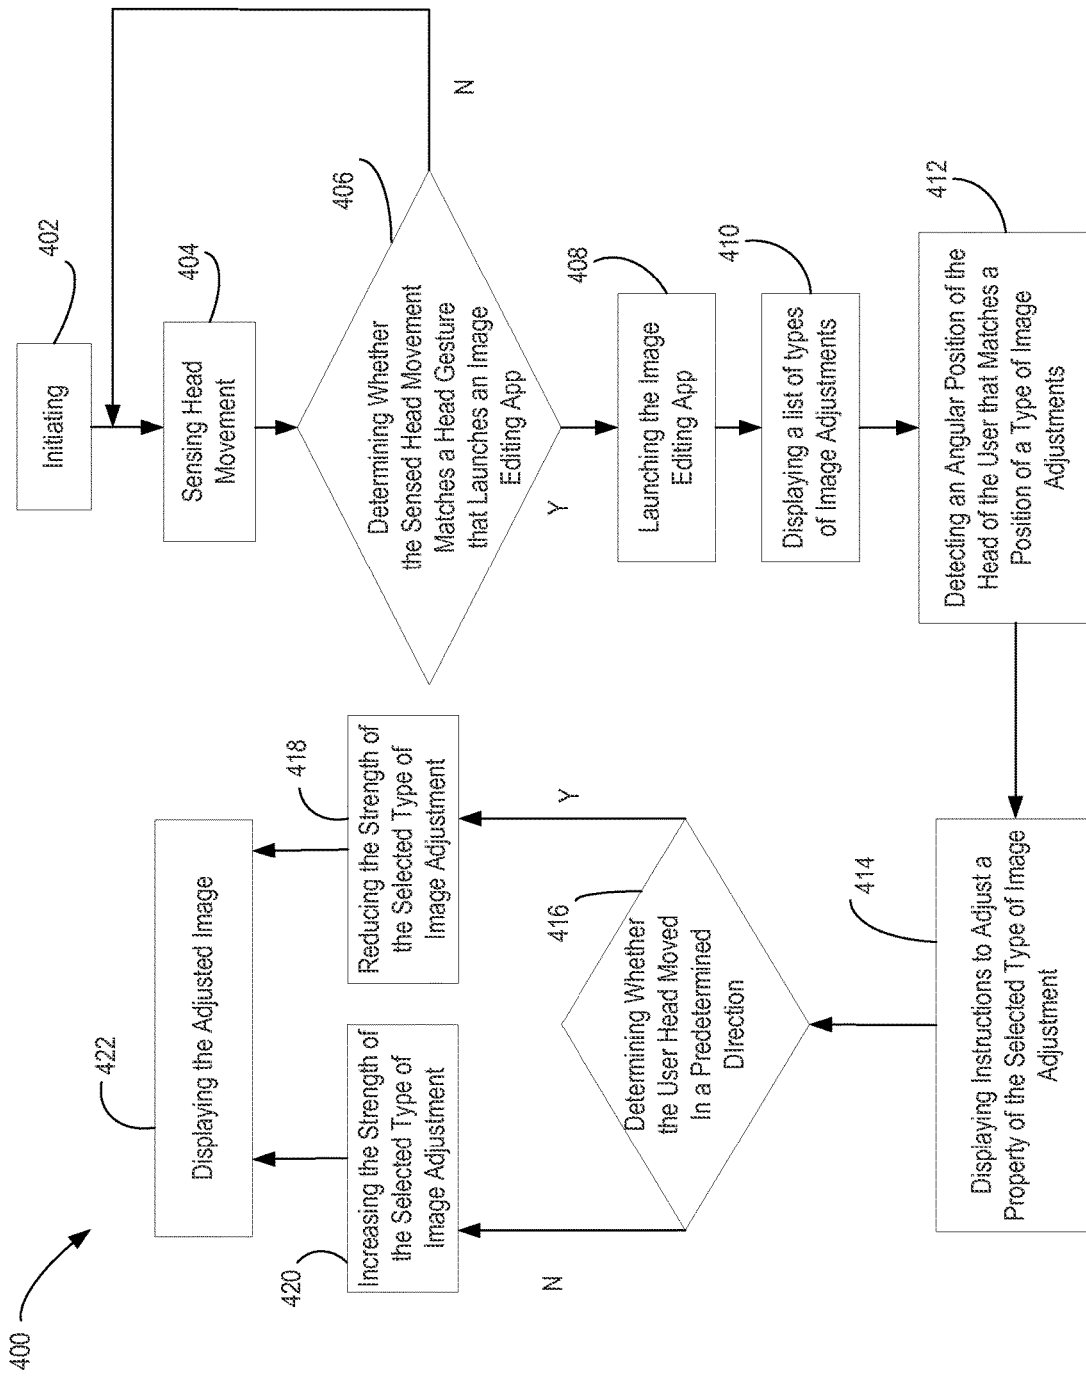 400
402
Initiating
404
Sensing Head
Movement
406
Determining Whether
the Sensed Head Movement
Matches a Head Gesture
that Launches an Image
Editing App
N
Y
408
Launching the Image
Editing App
410
Displaying a list of types
of Image Adjustments
412
Detecting an Angular Position of the
Head of the User that Matches a
Position of a Type of Image
Adjustments
414
Displaying Instructions to Adjust a
Property of the Selected Type of Image
Adjustment
416
Determining Whether
the User Head Moved
In a Predetermined
Direction
Y
N
418
Reducing the Strength of
the Selected Type of
Image Adjustment
420
Increasing the Strength of
the Selected Type of
Image Adjustment
422
Displaying the Adjusted Image